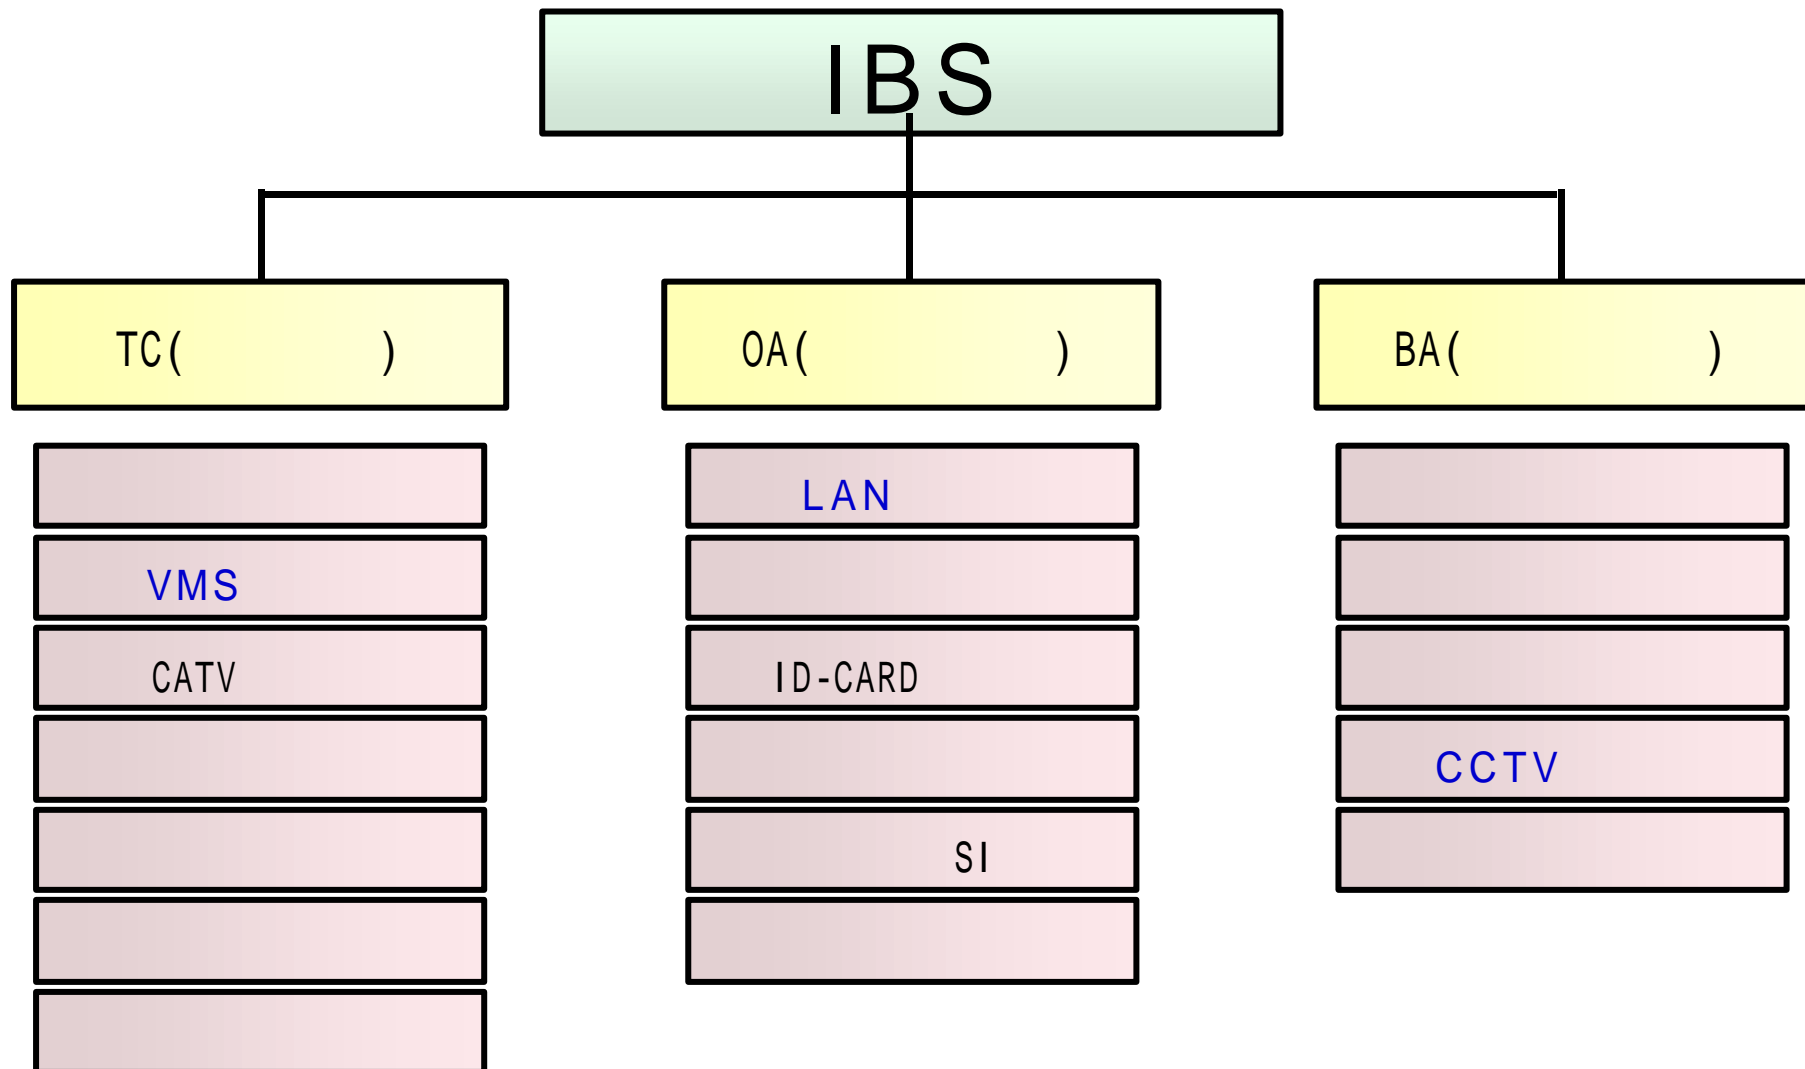 IBS
TC( )
OA( )
BA( )
VMS
CATV
LAN
ID-CARD
SI
CCTV